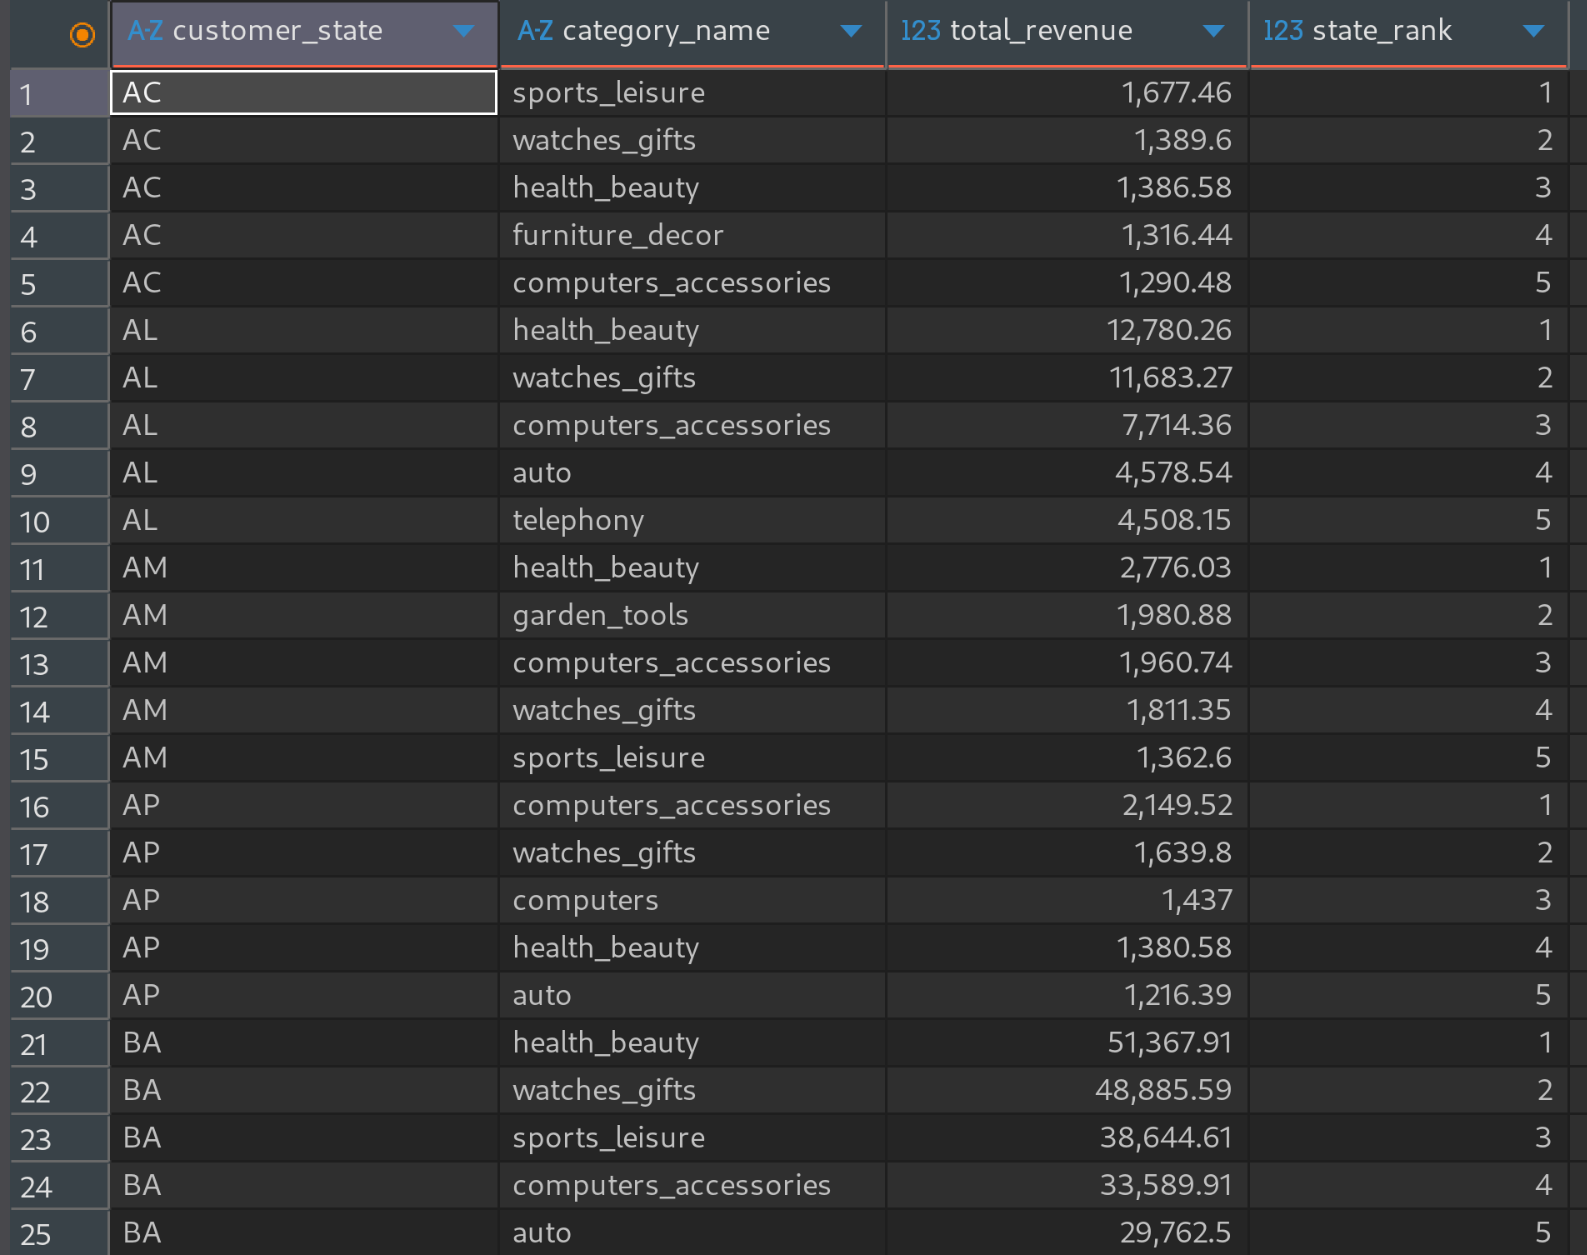 A-Z customer_state A-Z category_name 123 total_revenue 123 state_rank
1 AC sports_leisure 1,677.46 1
2 AC watches_gifts 1,389.6 2
3 AC health_beauty 1,386.58 3
4 AC furniture_decor 1,316.44 4
5 AC computers_accessories 1,290.48 5
6 AL health_beauty 12,780.26 1
7 AL watches_gifts 11,683.27 2
8 AL computers_accessories 7,714.36 3
9 AL auto 4,578.54 4
10 AL telephony 4,508.15 5
11 AM health_beauty 2,776.03 1
12 AM garden_tools 1,980.88 2
13 AM computers_accessories 1,960.74 3
14 AM watches_gifts 1,811.35 4
15 AM sports_leisure 1,362.6 5
16 AP computers_accessories 2,149.52 1
17 AP watches_gifts 1,639.8 2
18 AP computers 1,437 3
19 AP health_beauty 1,380.58 4
20 AP auto 1,216.39 5
21 BA health_beauty 51,367.91 1
22 BA watches_gifts 48,885.59 2
23 BA sports_leisure 38,644.61 3
24 BA computers_accessories 33,589.91 4
25 BA auto 29,762.5 5